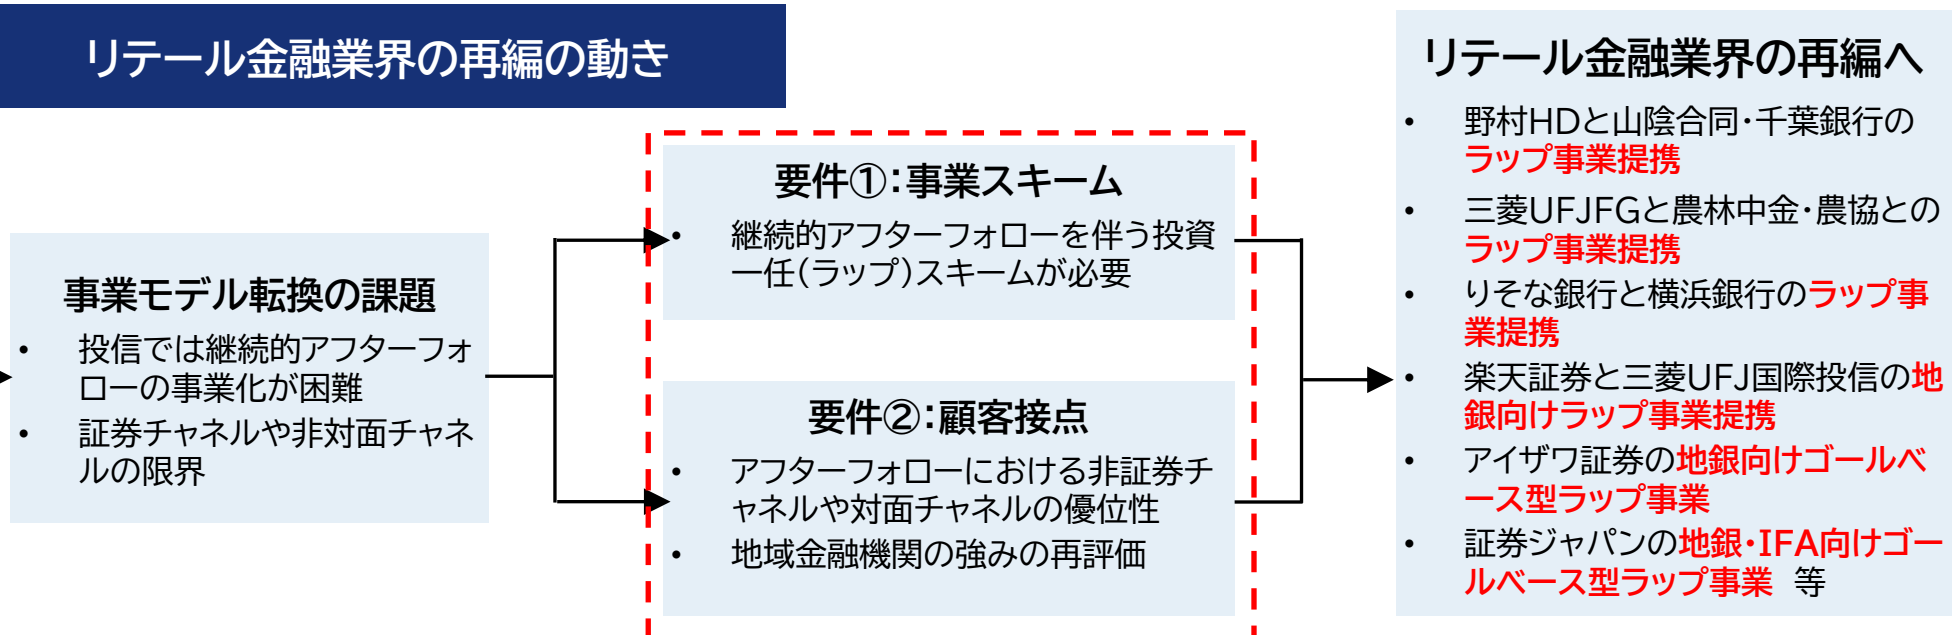 リテール金融業界の再編の動き
事業モデル転換の課題
• 投信では継続的アフターフォ
ローの事業化が困難
• 証券チャネルや非対面チャネ
ルの限界
要件①：事業スキーム
• 継続的アフターフォローを伴う投資
一任（ラップ）スキームが必要
要件②：顧客接点
• アフターフォローにおける非証券チ
ャネルや対面チャネルの優位性
• 地域金融機関の強みの再評価
リテール金融業界の再編へ
• 野村HDと山陰合同・千葉銀行の
ラップ事業提携
• 三菱UFJFGと農林中金・農協との
ラップ事業提携
• りそな銀行と横浜銀行のラップ事
業提携
• 楽天証券と三菱UFJ国際投信の地
銀向けラップ事業提携
• アイザワ証券の地銀向けゴールベ
ース型ラップ事業
• 証券ジャパンの地銀・IFA向けゴー
ルベース型ラップ事業　等